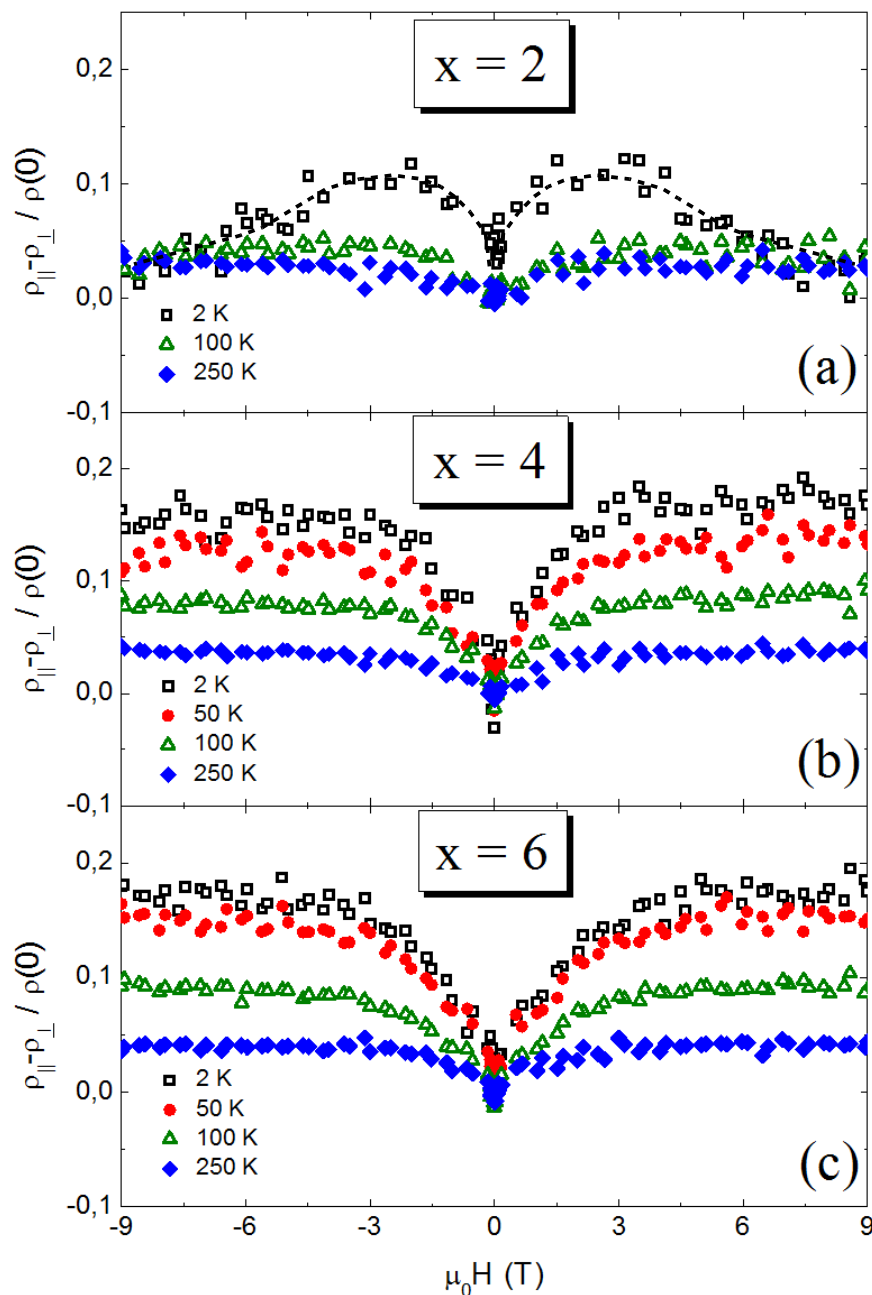 0,2
x = 2
0,1
ρ||-ρ⊥ / ρ(0)
0,0
2 K
100 K
250 K
(a)
-0,1
0,2
x = 4
0,1
ρ||-ρ⊥ / ρ(0)
0,0
2 K
50 K
100 K
250 K
(b)
-0,1
0,2
x = 6
0,1
ρ||-ρ⊥ / ρ(0)
0,0
2 K
50 K
100 K
250 K
(c)
-0,1
-9 -6 -3 0 3 6 9
μ0H (T)